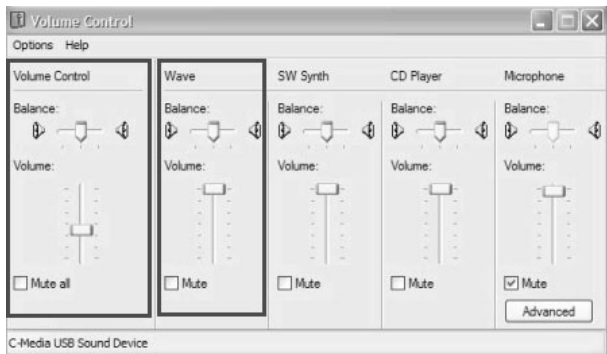 Volume Control
Options Help
Volume Control Wave SW Synth CD Player Microphone
Balance: Balance: Balance: Balance: Balance:
Volume: Volume: Volume: Volume: Volume:
Mute all Mute Mute Mute Mute
Advanced
C-Media USB Sound Device